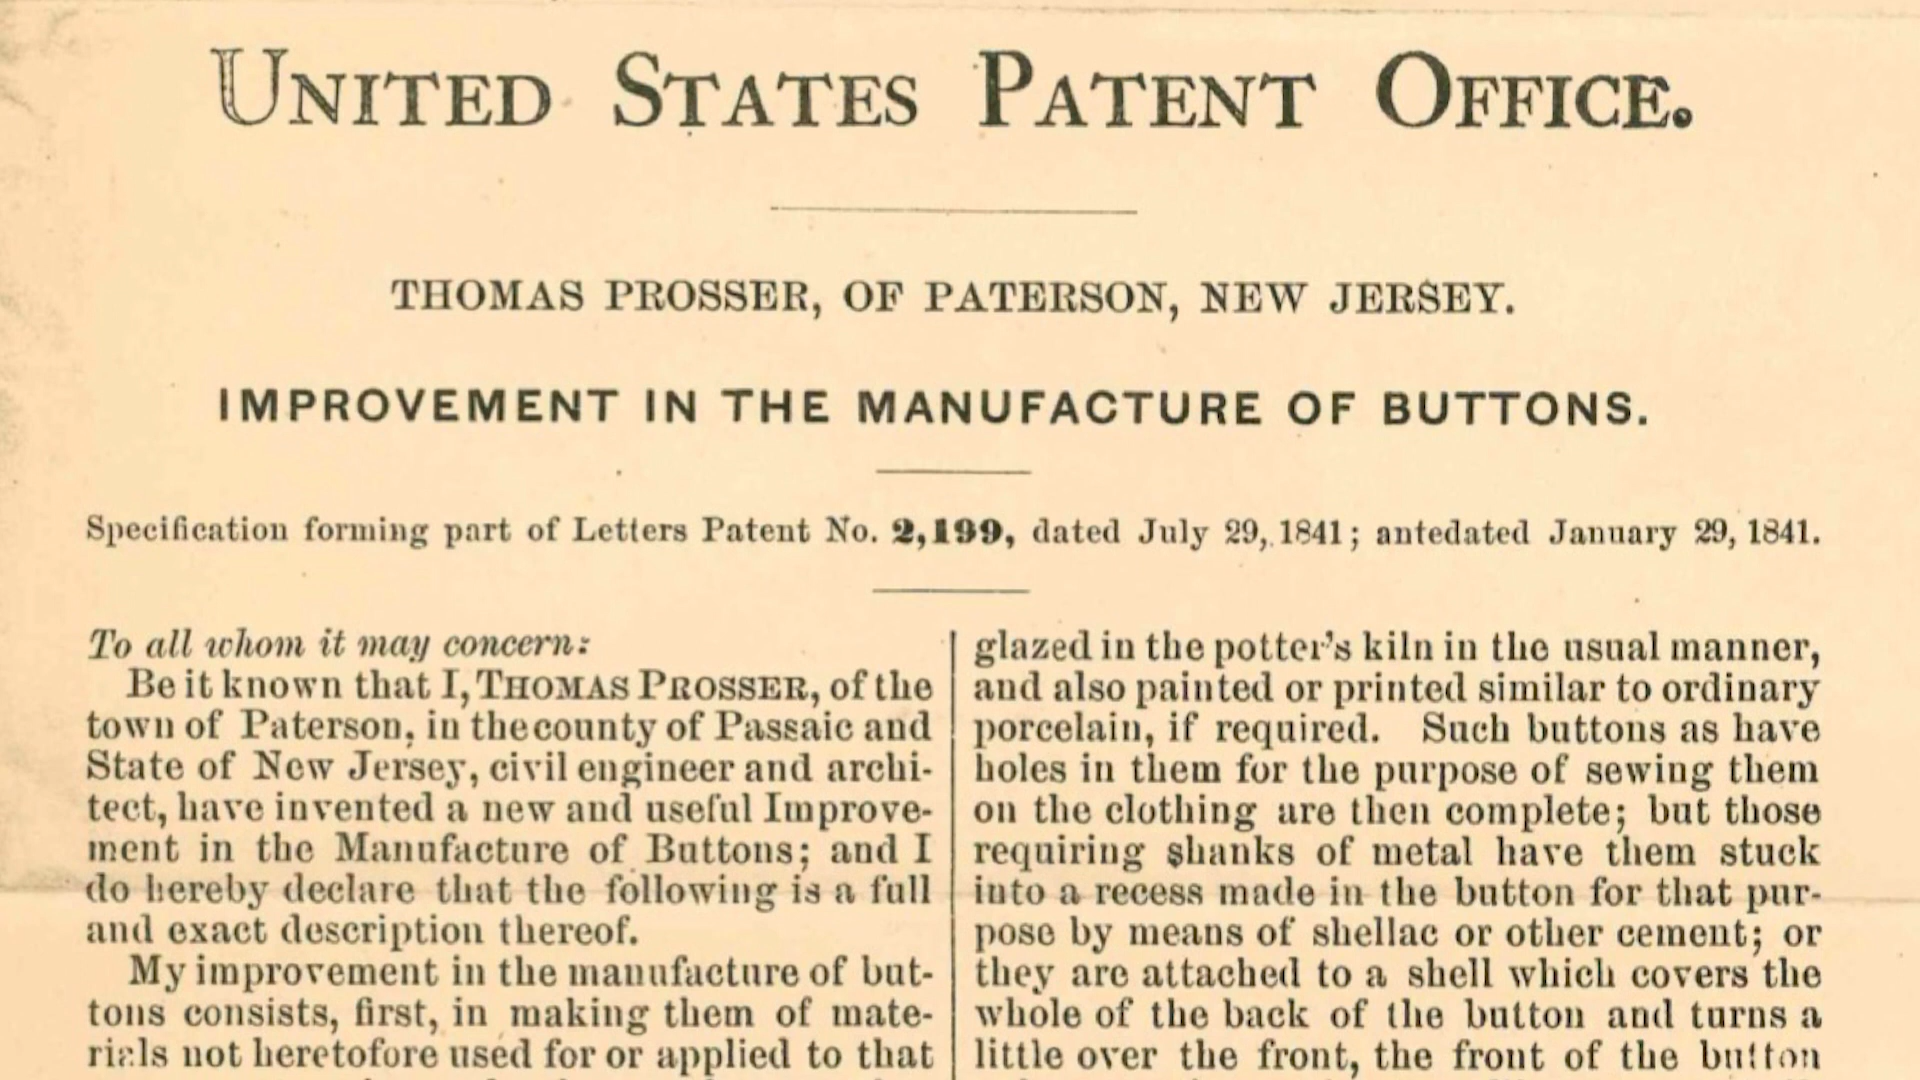 UNITED STATES PATENT OFFICE.
THOMAS PROSSER, OF PATERSON, NEW JERSEY.
IMPROVEMENT IN THE MANUFACTURE OF BUTTONS.
Specification forming part of Letters Patent No. 2,199, dated July 29, 1841; antedated January 29, 1841.
To all whom it may concern:
Be it known that I, THOMAS PROSSER, of the
town of Paterson, in the county of Passaic and
State of New Jersey, civil engineer and archi-
tect, have invented a new and useful Improve-
ment in the Manufacture of Buttons; and I
do hereby declare that the following is a full
and exact description thereof.
My improvement in the manufacture of but-
tons consists, first, in making them of mate-
rials not heretofore used for or applied to that
glazed in the potter's kiln in the usual manner,
and also painted or printed similar to ordinary
porcelain, if required. Such buttons as have
holes in them for the purpose of sewing them
on the clothing are then complete; but those
requiring shanks of metal have them stuck
into a recess made in the button for that pur-
pose by means of shellac or other cement; or
they are attached to a shell which covers the
whole of the back of the button and turns a
little over the front, the front of the button